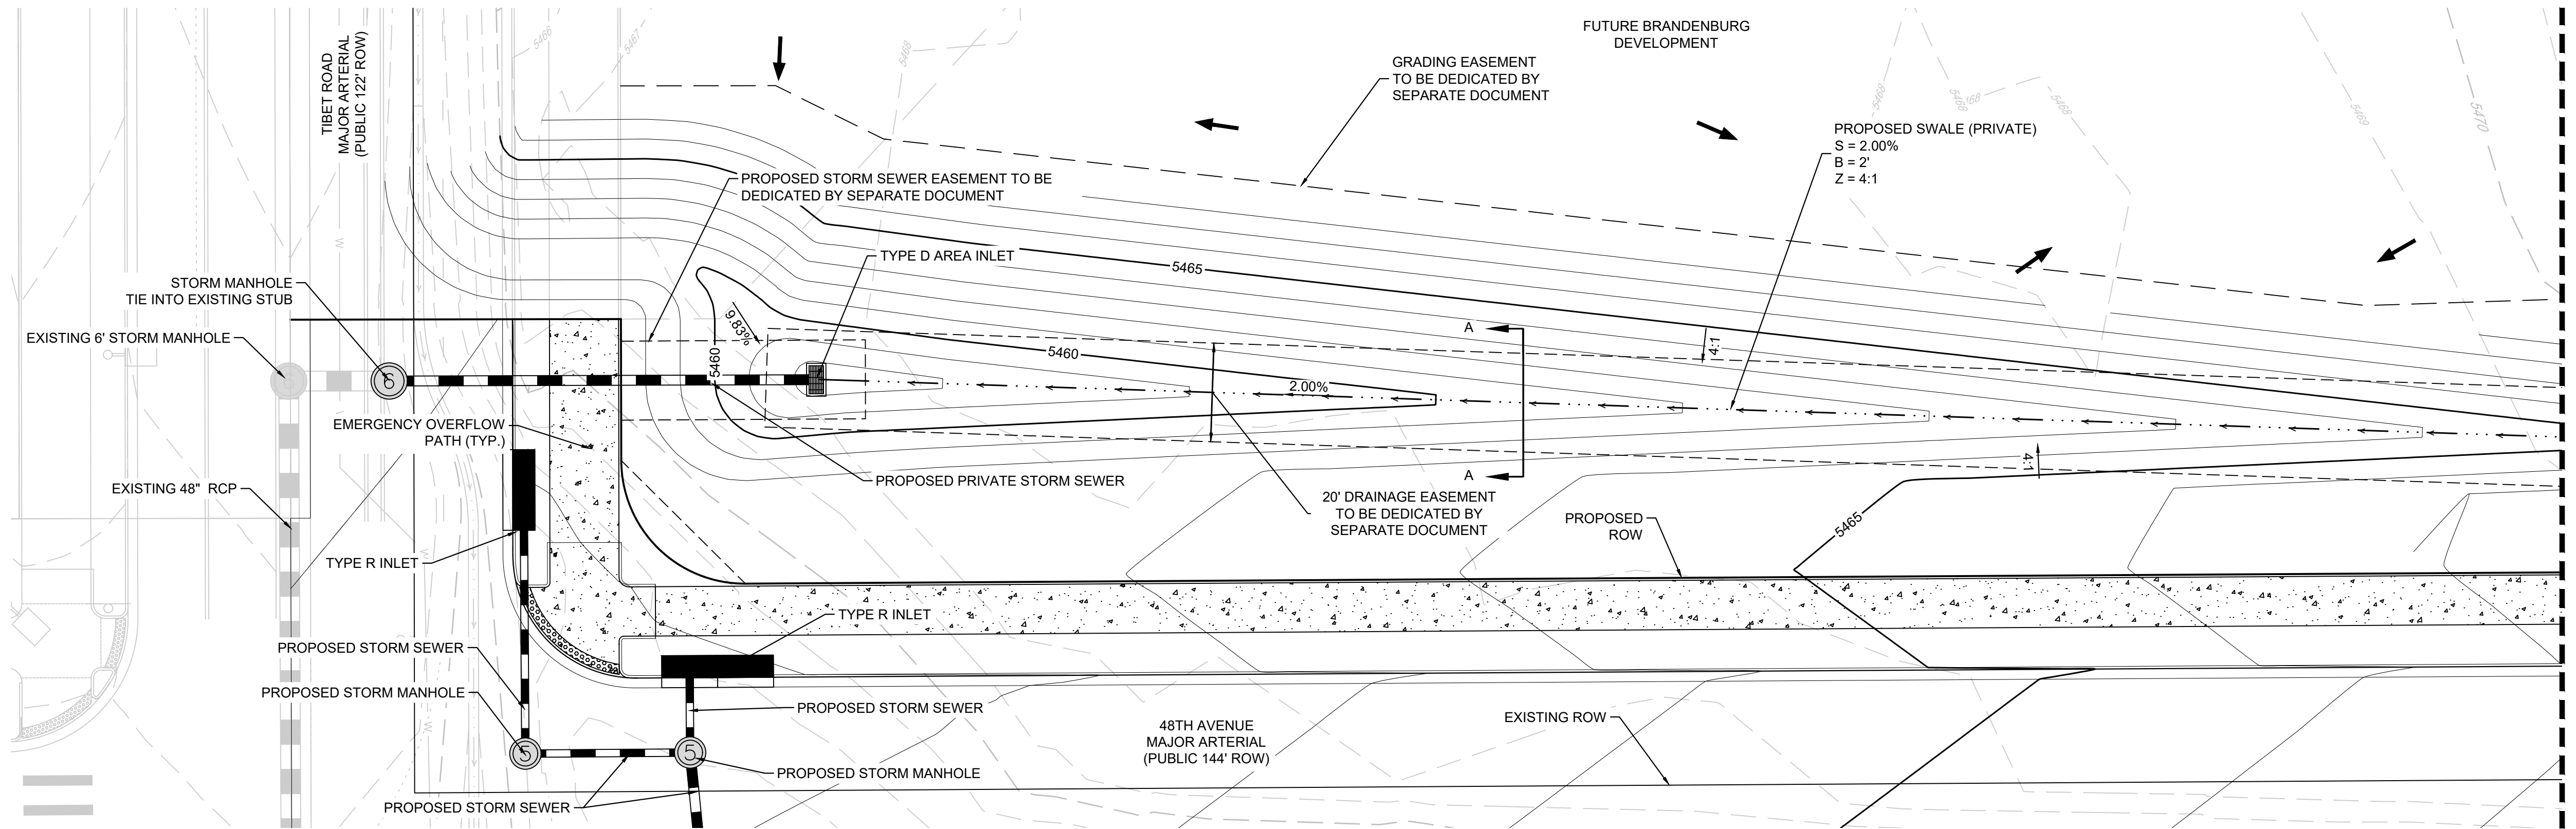 TIBET ROAD
MAJOR ARTERIAL
(PUBLIC 122' ROW)
5466
5467
5468
FUTURE BRANDENBURG
DEVELOPMENT
GRADING EASEMENT
TO BE DEDICATED BY
SEPARATE DOCUMENT
5468
5468
68
5468
5469
5470
PROPOSED SWALE (PRIVATE)
S = 2.00%
B = 2'
Z = 4:1
PROPOSED STORM SEWER EASEMENT TO BE
DEDICATED BY SEPARATE DOCUMENT
W
TYPE D AREA INLET
5465
STORM MANHOLE
TIE INTO EXISTING STUB
EXISTING 6' STORM MANHOLE
6
9.83%
5460
5460
A
4:1
2.00%
EMERGENCY OVERFLOW
PATH (TYP.)
PROPOSED PRIVATE STORM SEWER
A
4:1
EXISTING 48" RCP
20' DRAINAGE EASEMENT
TO BE DEDICATED BY
SEPARATE DOCUMENT
PROPOSED
ROW
5465
W
TYPE R INLET
TYPE R INLET
PROPOSED STORM SEWER
PROPOSED STORM MANHOLE
PROPOSED STORM SEWER
W
48TH AVENUE
MAJOR ARTERIAL
(PUBLIC 144' ROW)
EXISTING ROW
5
5
PROPOSED STORM MANHOLE
PROPOSED STORM SEWER